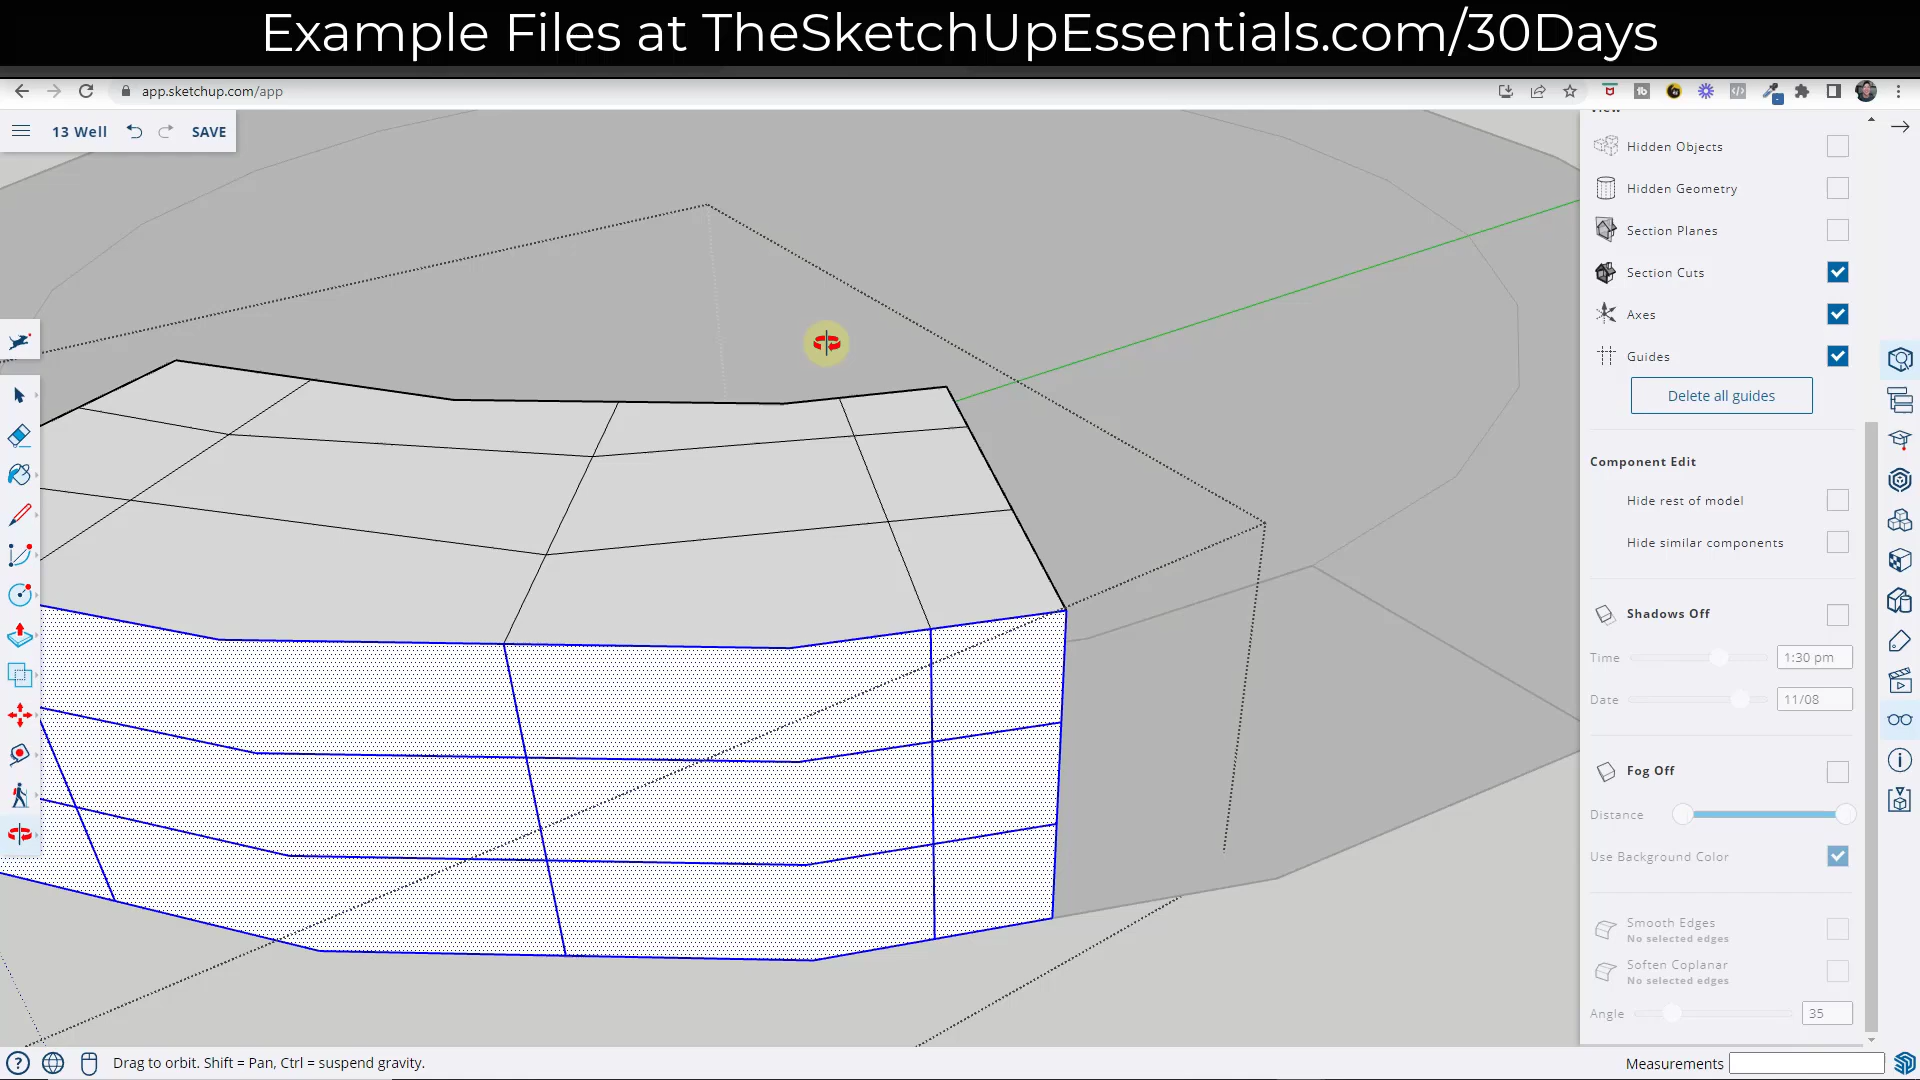 Example Files at TheSketchUpEssentials.com/30Days
app.sketchup.com/app
13 Well
SAVE
Hidden Objects
Hidden Geometry
Section Planes
Section Cuts
Axes
Guides
Delete all guides
Component Edit
Hide rest of model
Hide similar components
Shadows Off
Time
1:30 pm
Date
11/08
Fog Off
Distance
Use Background Color
Smooth Edges
No selected edges
Soften Coplanar
No selected edges
Angle
35
Drag to orbit. Shift = Pan, Ctrl = suspend gravity.
Measurements